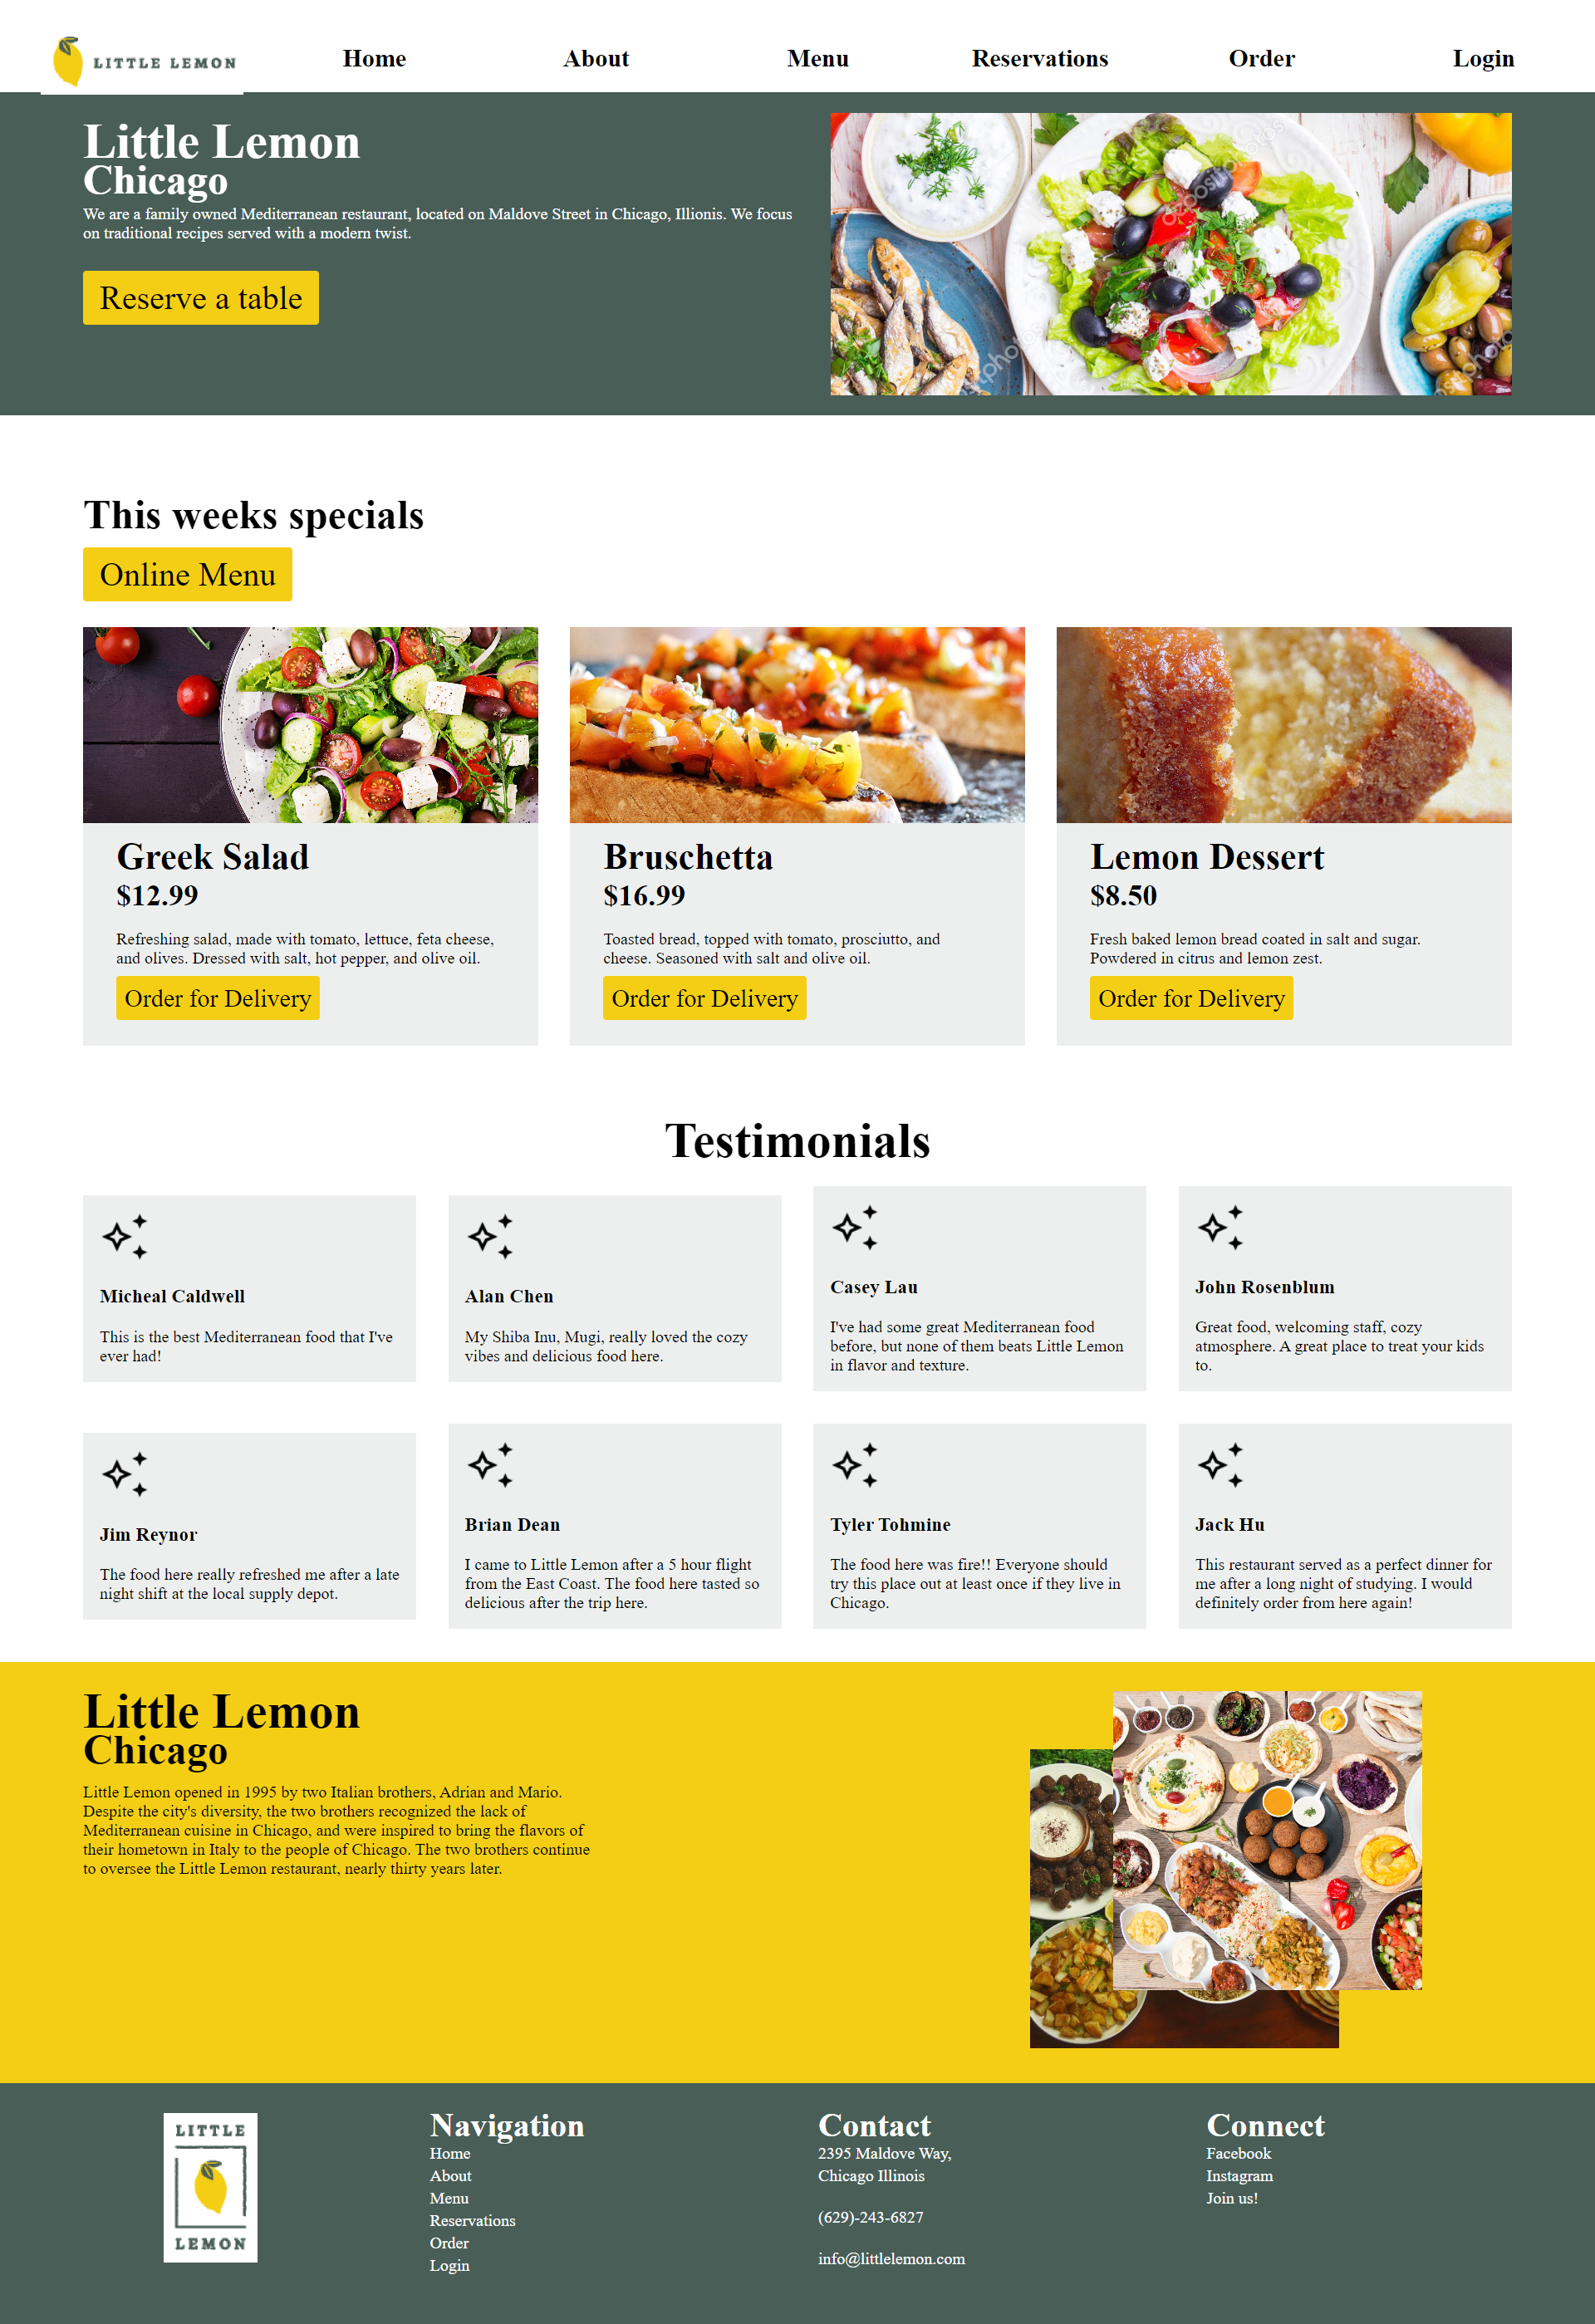 LITTLE LEMON
Home
About
Menu
Reservations
Order
Login
Little Lemon
Chicago
We are a family owned Mediterranean restaurant, located on Maldove Street in Chicago, Illionis. We focus
on traditional recipes served with a modern twist.
Reserve a table
This weeks specials
Online Menu
Greek Salad
$12.99
Refreshing salad, made with tomato, lettuce, feta cheese,
and olives. Dressed with salt, hot pepper, and olive oil.
Order for Delivery
Bruschetta
$16.99
Toasted bread, topped with tomato, prosciutto, and
cheese. Seasoned with salt and olive oil.
Order for Delivery
Lemon Dessert
$8.50
Fresh baked lemon bread coated in salt and sugar.
Powdered in citrus and lemon zest.
Order for Delivery
Testimonials
Micheal Caldwell
This is the best Mediterranean food that I've
ever had!
Alan Chen
My Shiba Inu, Mugi, really loved the cozy
vibes and delicious food here.
Casey Lau
I've had some great Mediterranean food
before, but none of them beats Little Lemon
in flavor and texture.
John Rosenblum
Great food, welcoming staff, cozy
atmosphere. A great place to treat your kids
to.
Jim Reynor
The food here really refreshed me after a late
night shift at the local supply depot.
Brian Dean
I came to Little Lemon after a 5 hour flight
from the East Coast. The food here tasted so
delicious after the trip here.
Tyler Tohmine
The food here was fire!! Everyone should
try this place out at least once if they live in
Chicago.
Jack Hu
This restaurant served as a perfect dinner for
me after a long night of studying. I would
definitely order from here again!
Little Lemon
Chicago
Little Lemon opened in 1995 by two Italian brothers, Adrian and Mario.
Despite the city's diversity, the two brothers recognized the lack of
Mediterranean cuisine in Chicago, and were inspired to bring the flavors of
their hometown in Italy to the people of Chicago. The two brothers continue
to oversee the Little Lemon restaurant, nearly thirty years later.
LITTLE
LEMON
Navigation
Home
About
Menu
Reservations
Order
Login
Contact
2395 Maldove Way,
Chicago Illinois
(629)-243-6827
info@littlelemon.com
Connect
Facebook
Instagram
Join us!